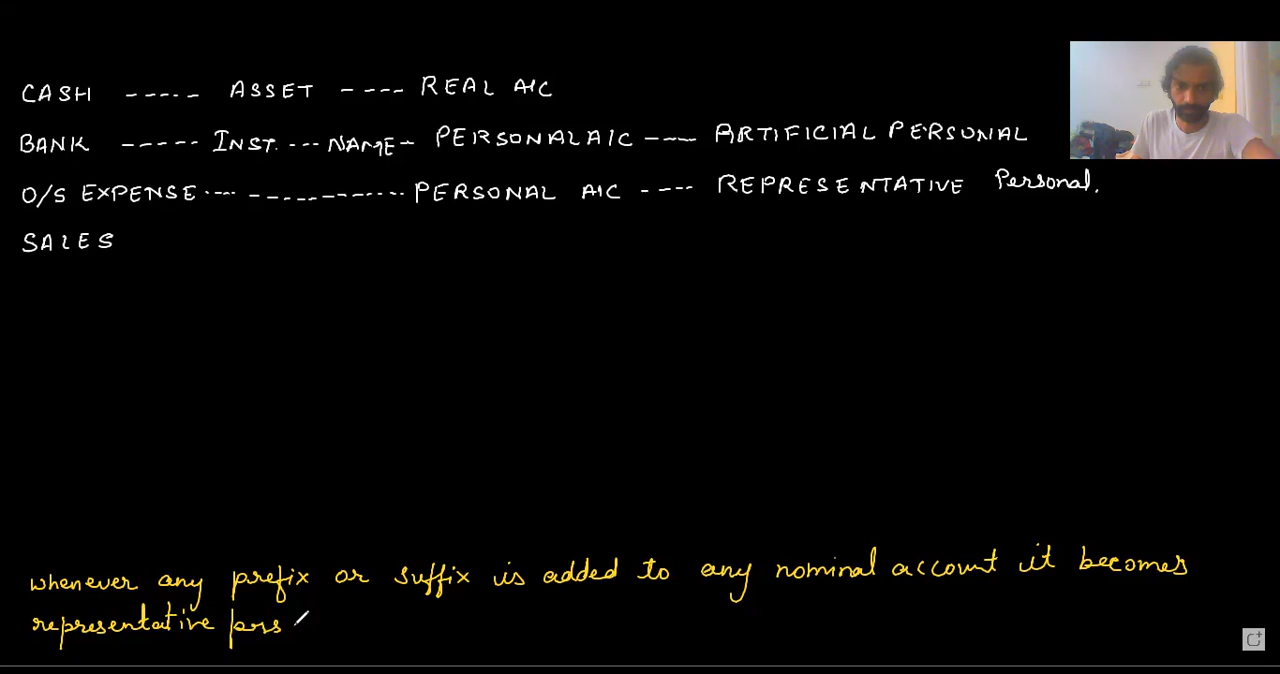 CASH ----- ASSET ---- REAL A/C
BANK ----- INST. --- NAME - PERSONAL A/C --- ARTIFICIAL PERSONAL
O/S EXPENSE ---- ---------- PERSONAL A/C ---- REPRESENTATIVE Personal.
SALES
whenever any prefix or suffix is added to any nominal account it becomes
representative pers